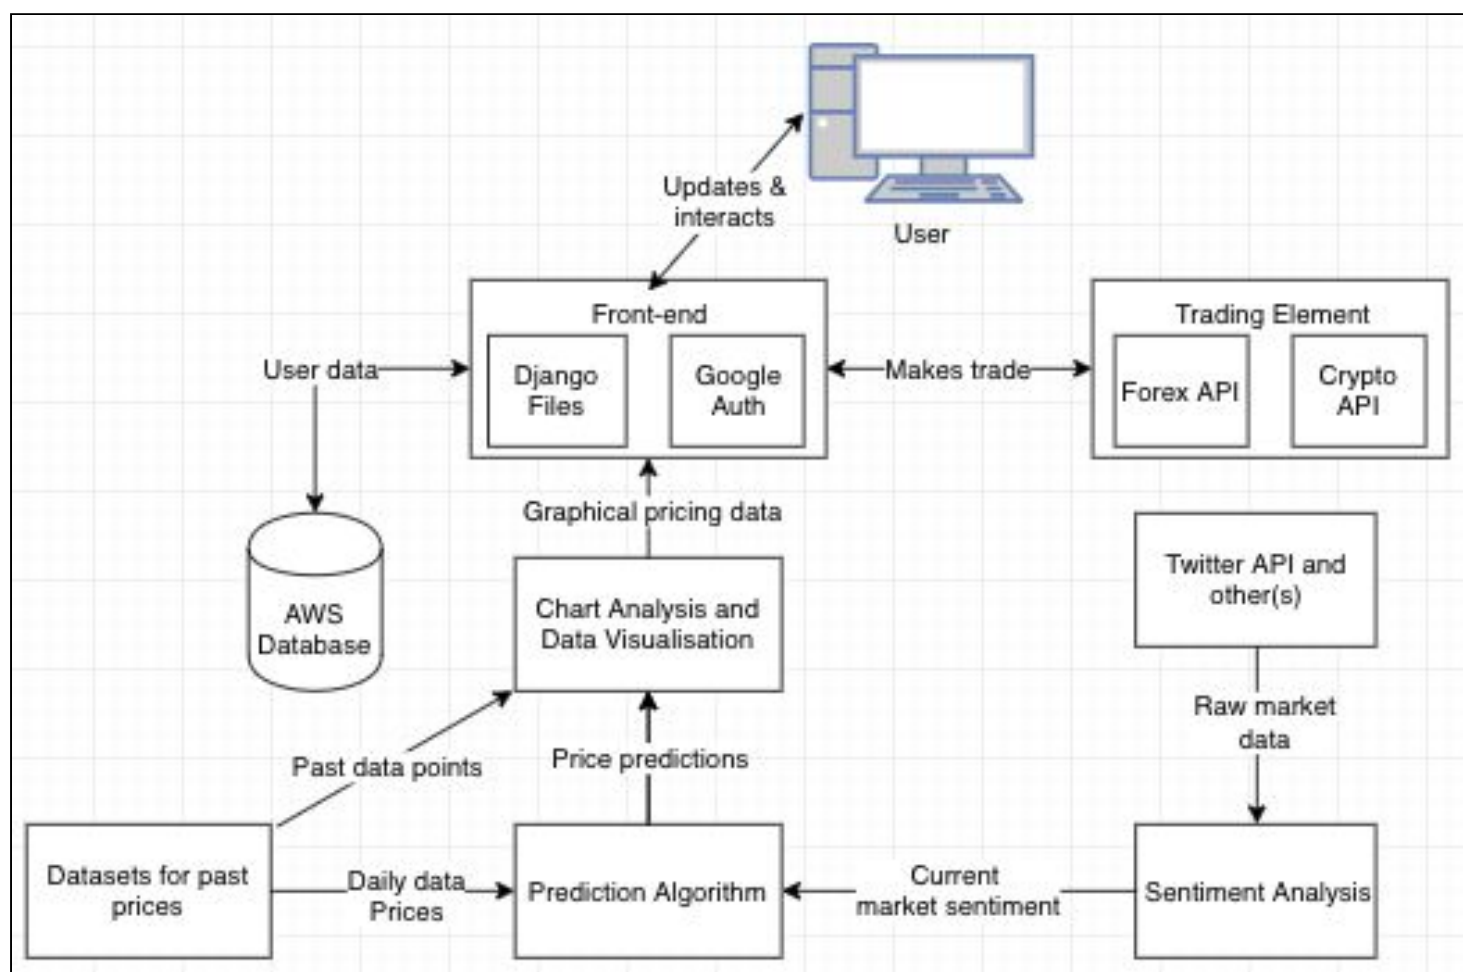 Updates &
interacts
User
Front-end
Django
Files
Google
Auth
User data
Makes trade
Trading Element
Forex API
Crypto
API
Graphical pricing data
AWS
Database
Chart Analysis and
Data Visualisation
Twitter API and
other(s)
Raw market
data
Past data points
Price predictions
Datasets for past
prices
Daily data
Prices
Prediction Algorithm
Current
market sentiment
Sentiment Analysis